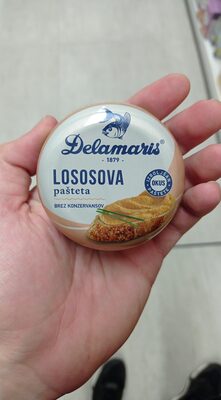 Delamaris
· 1879 ·
LOSOSOVA
pašteta
BREZ KONZERVANSOV
OKUS